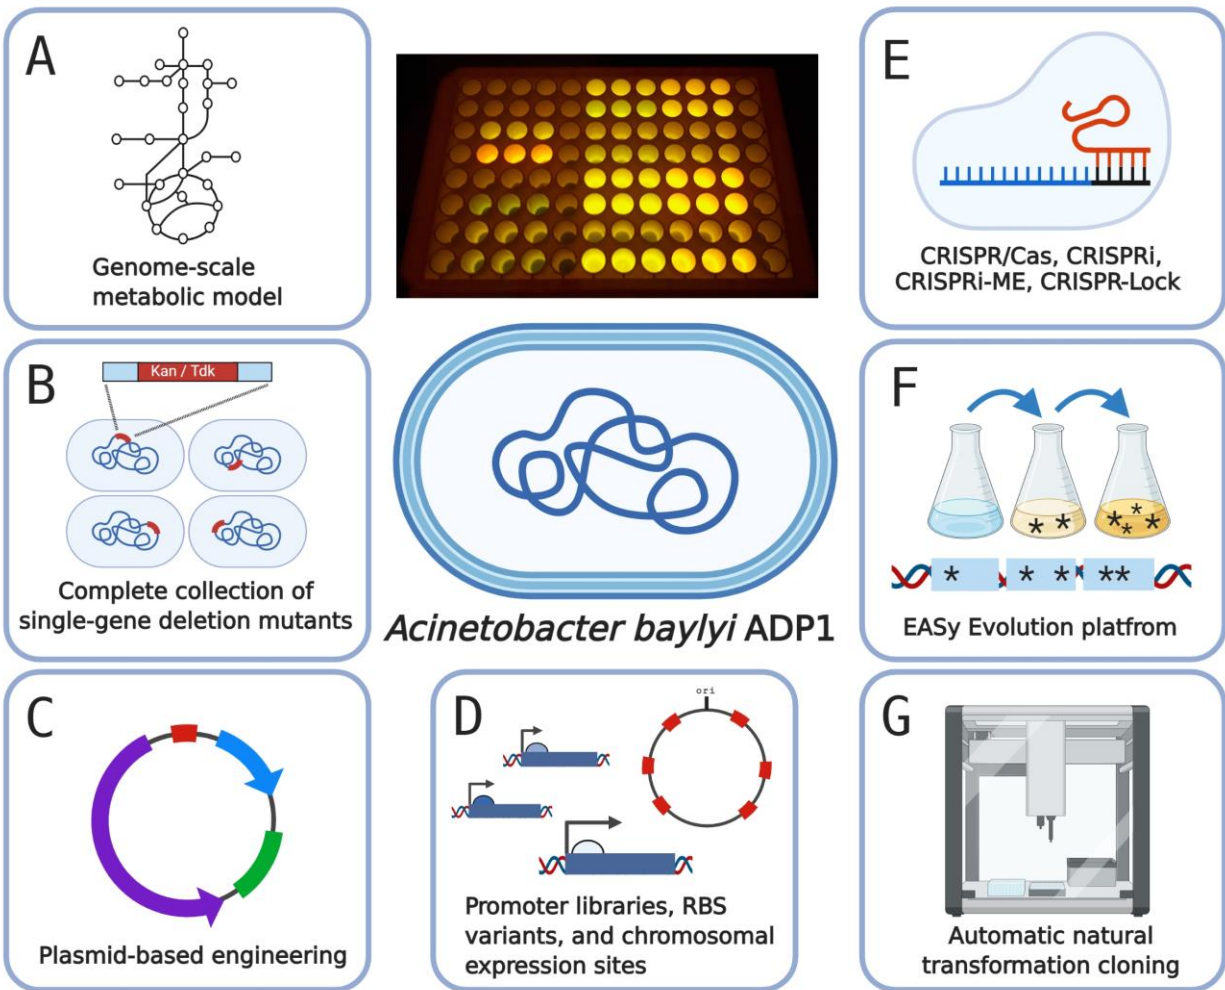 A
Genome-scale
metabolic model
B
Kan / Tdk
Complete collection of
single-gene deletion mutants
C
Plasmid-based engineering
Acinetobacter baylyi ADP1
D
ori
Promoter libraries, RBS
variants, and chromosomal
expression sites
E
CRISPR/Cas, CRISPRi,
CRISPRi-ME, CRISPR-Lock
F
* *
* * * *
* * * * *
EASy Evolution platfrom
G
Automatic natural
transformation cloning